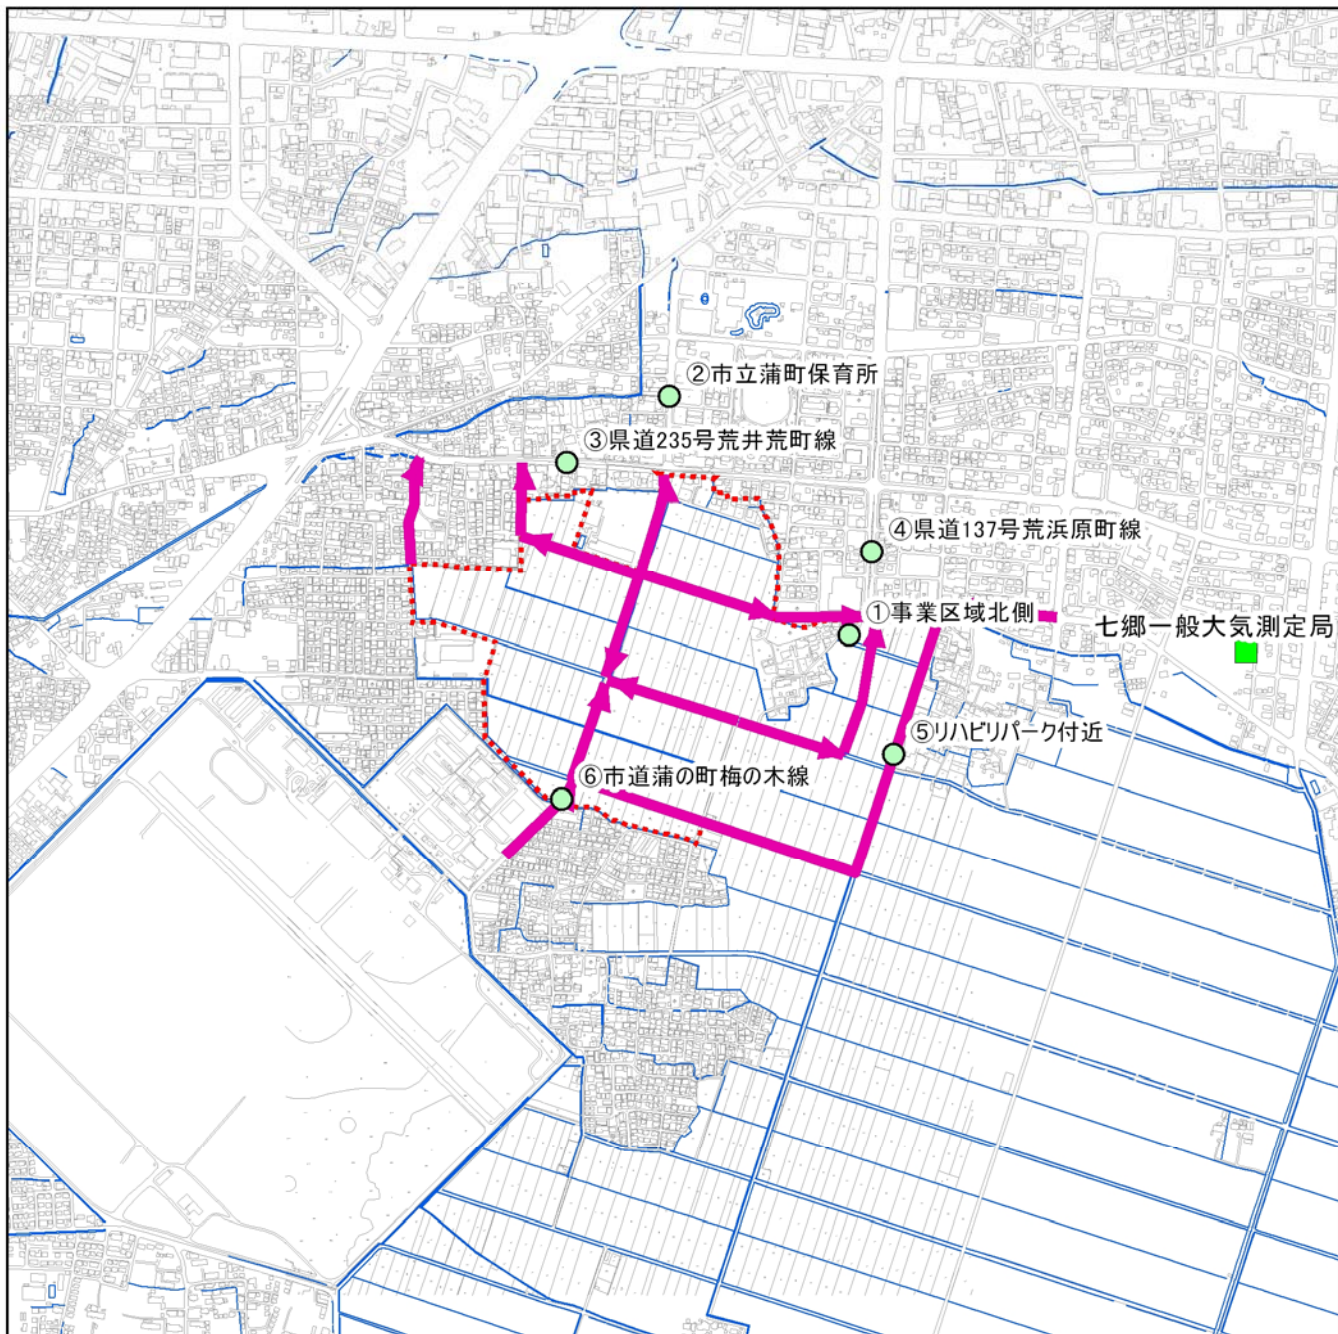 ②市立蒲町保育所
③県道235号荒井荒町線
④県道137号荒浜原町線
①事業区域北側
七郷一般大気測定局
⑤リハビリパーク付近
⑥市道蒲の町梅の木線